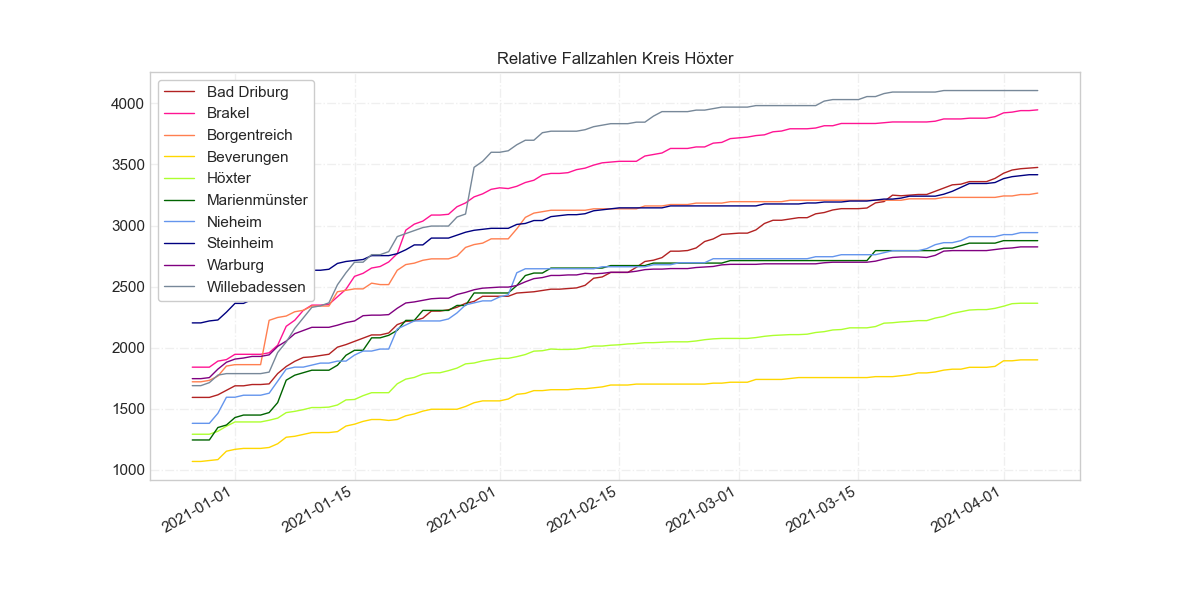 Relative Fallzahlen Kreis Höxter
Bad Driburg
Brakel
Borgentreich
Beverungen
Höxter
Marienmünster
Nieheim
Steinheim
Warburg
Willebadessen
4000
3500
3000
2500
2000
1500
1000
2021-01-01
2021-01-15
2021-02-01
2021-02-15
2021-03-01
2021-03-15
2021-04-01